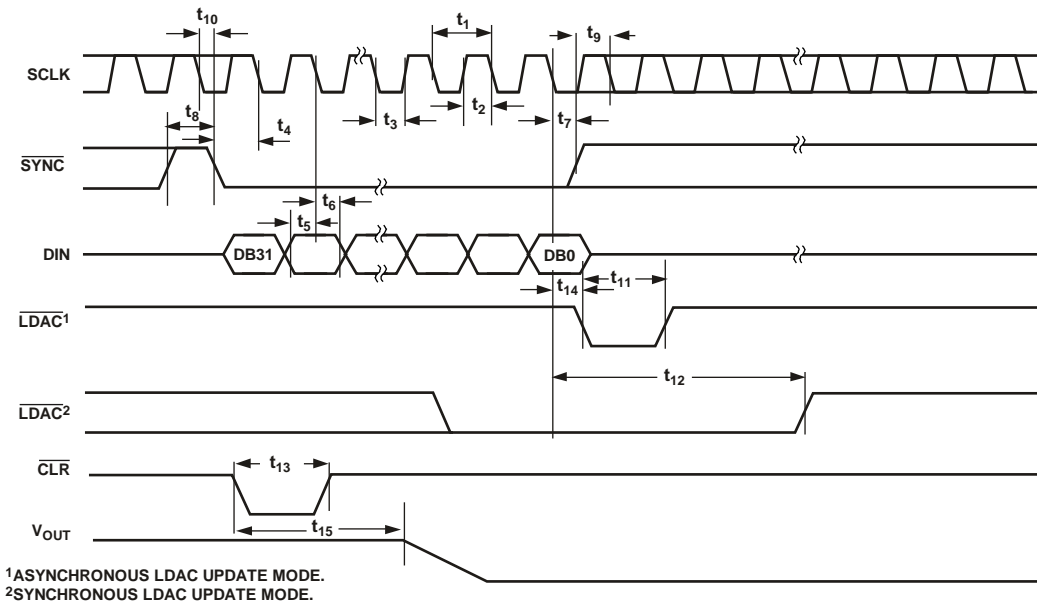 t10
t1
t9
SCLK
t8
t4
t3
t2
t7
SYNC
t6
t5
DIN
DB31
DB0
t14
t11
LDAC1
t12
LDAC2
CLR
t13
t15
VOUT
1ASYNCHRONOUS LDAC UPDATE MODE.
2SYNCHRONOUS LDAC UPDATE MODE.